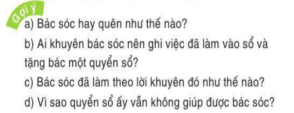 Gợi ý
a) Bác sóc hay quên như thế nào?
b) Ai khuyên bác sóc nên ghi việc đã làm vào sổ và
tặng bác một quyển sổ?
c) Bác sóc đã làm theo lời khuyên đó như thế nào?
d) Vì sao quyển sổ ấy vẫn không giúp được bác sóc?